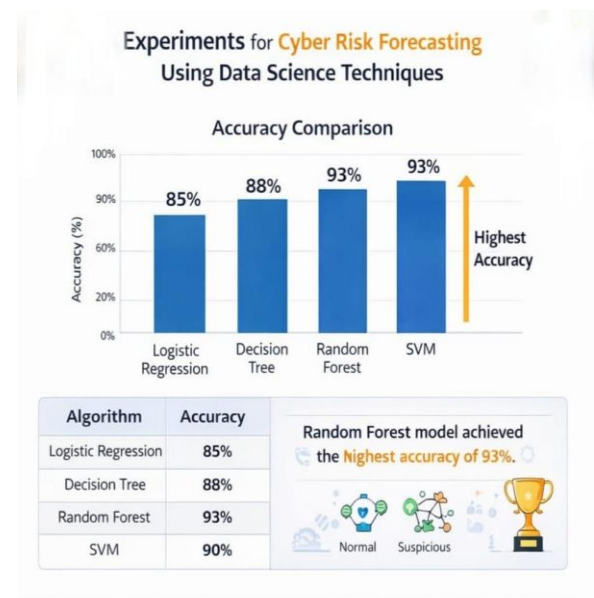 Experiments for Cyber Risk Forecasting
Using Data Science Techniques
Accuracy Comparison
Accuracy (%)
100%
90%
60%
20%
0%
85%
88%
93%
93%
Highest
Accuracy
Logistic
Regression
Decision
Tree
Random
Forest
SVM
Algorithm Accuracy
Logistic Regression 85%
Decision Tree 88%
Random Forest 93%
SVM 90%
Random Forest model achieved
the Nighest accuracy of 93%.
Normal Suspicious